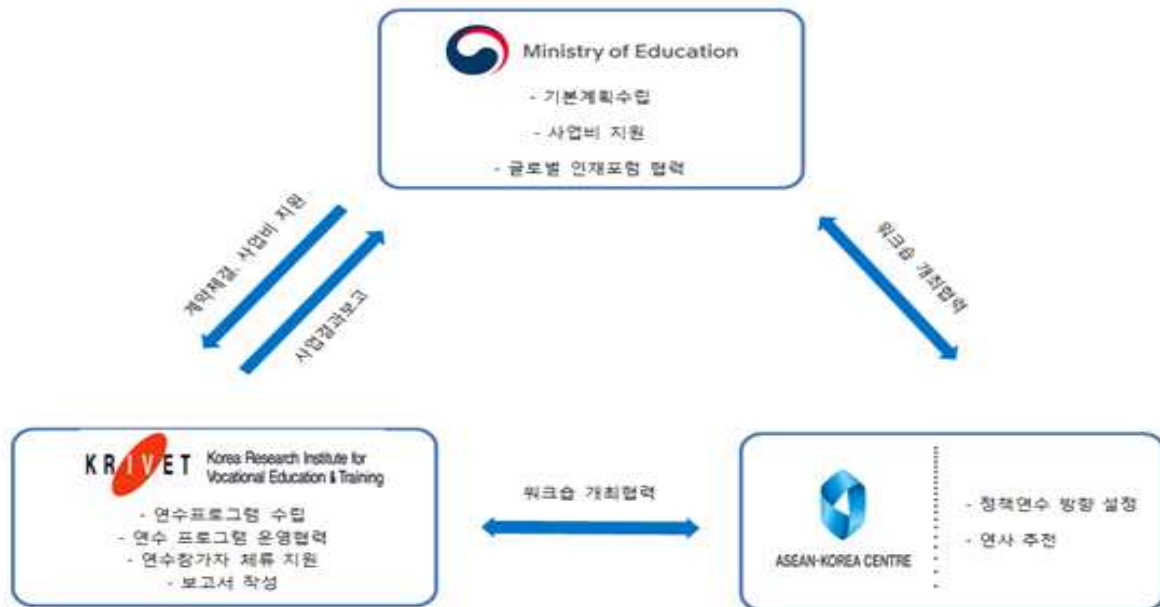 Ministry of Education
- 기본계획수립
- 사업비 지원
- 글로벌 인재포럼 협력
계약체결, 사업비 지원
사업결과보고
워크숍 개최협력
KRIVET Korea Research Institute for
Vocational Education & Training
- 연수프로그램 수립
- 연수 프로그램 운영협력
- 연수참가자 체류 지원
- 보고서 작성
워크숍 개최협력
ASEAN-KOREA CENTRE
- 정책연수 방향 설정
- 연사 추천